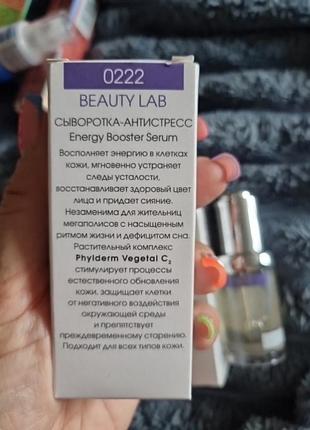 0222
BEAUTY LAB
СЫВОРОТКА-АНТИСТРЕСС
Energy Booster Serum
Восполняет энергию в клетках
кожи, мгновенно устраняет
следы усталости,
восстанавливает здоровый цвет
лица и придает сияние.
Незаменима для жительниц
мегаполисов с насыщенным
ритмом жизни и дефицитом сна.
Растительный комплекс
Phylderm Vegetal C₂
стимулирует процессы
естественного обновления
кожи, защищает клетки
от негативного воздействия
окружающей среды
и препятствует
преждевременному старению.
Подходит для всех типов кожи.